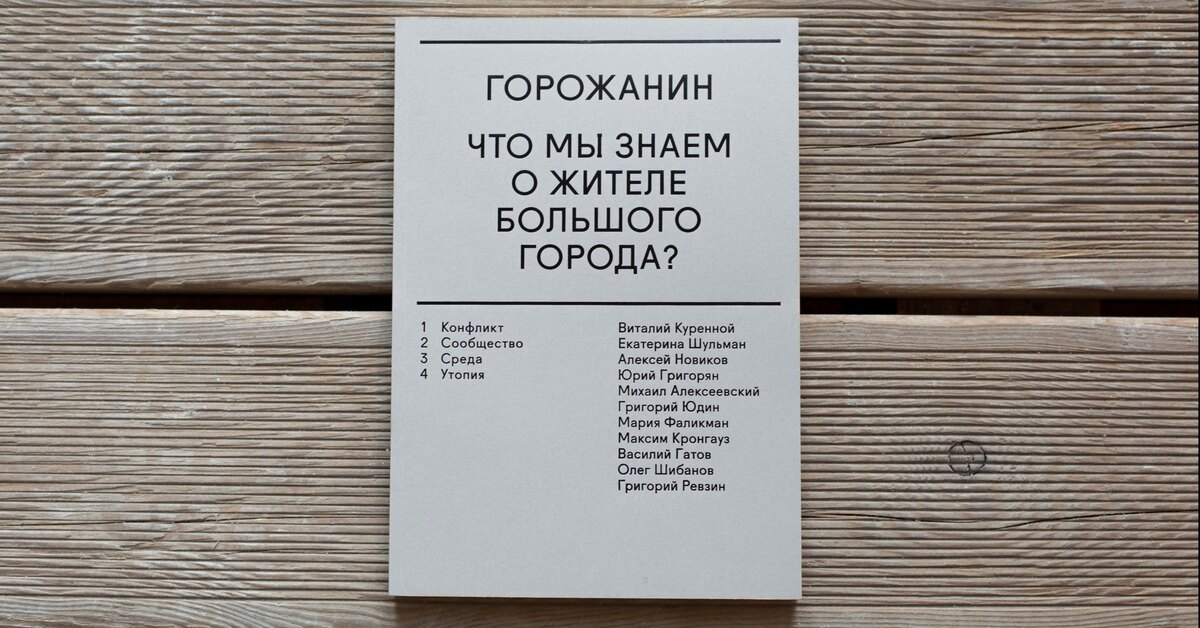 ГОРОЖАНИН
ЧТО МЫ ЗНАЕМ
О ЖИТЕЛЕ
БОЛЬШОГО
ГОРОДА?
1 Конфликт
2 Сообщество
3 Среда
4 Утопия
Виталий Куренной
Екатерина Шульман
Алексей Новиков
Юрий Григорян
Михаил Алексеевский
Григорий Юдин
Мария Фаликман
Максим Кронгауз
Василий Гатов
Олег Шибанов
Григорий Ревзин